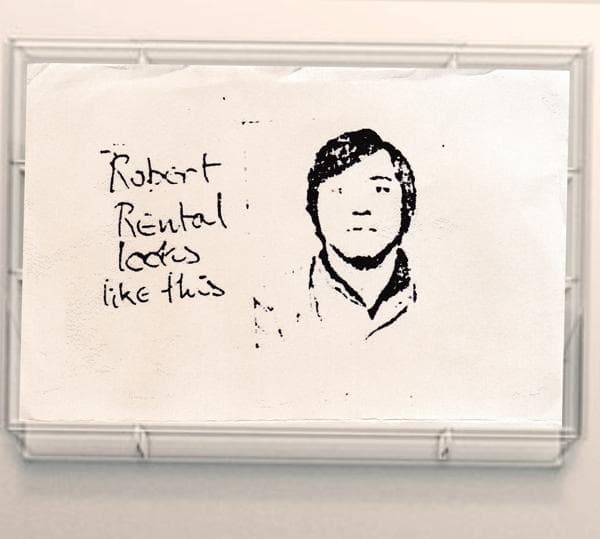 Robert
Rental
looks
like this